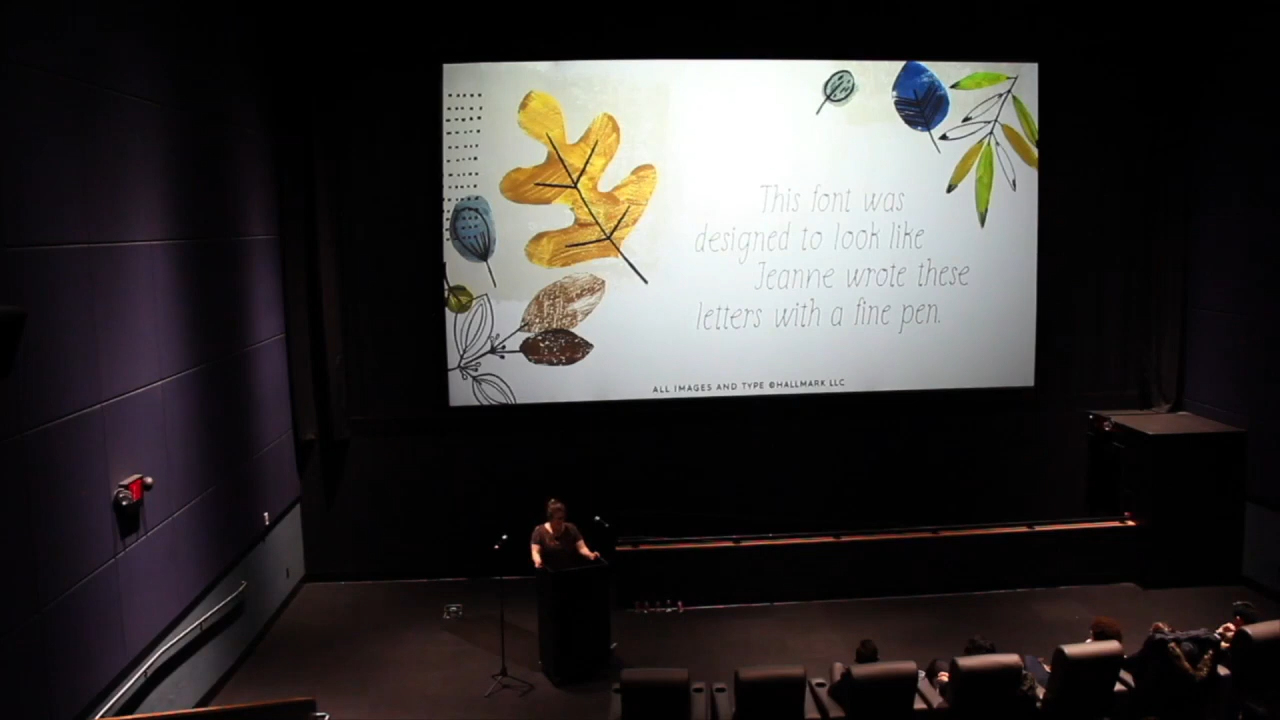 This font was
designed to look like
Jeanne wrote these
letters with a fine pen.
ALL IMAGES AND TYPE ©HALLMARK LLC